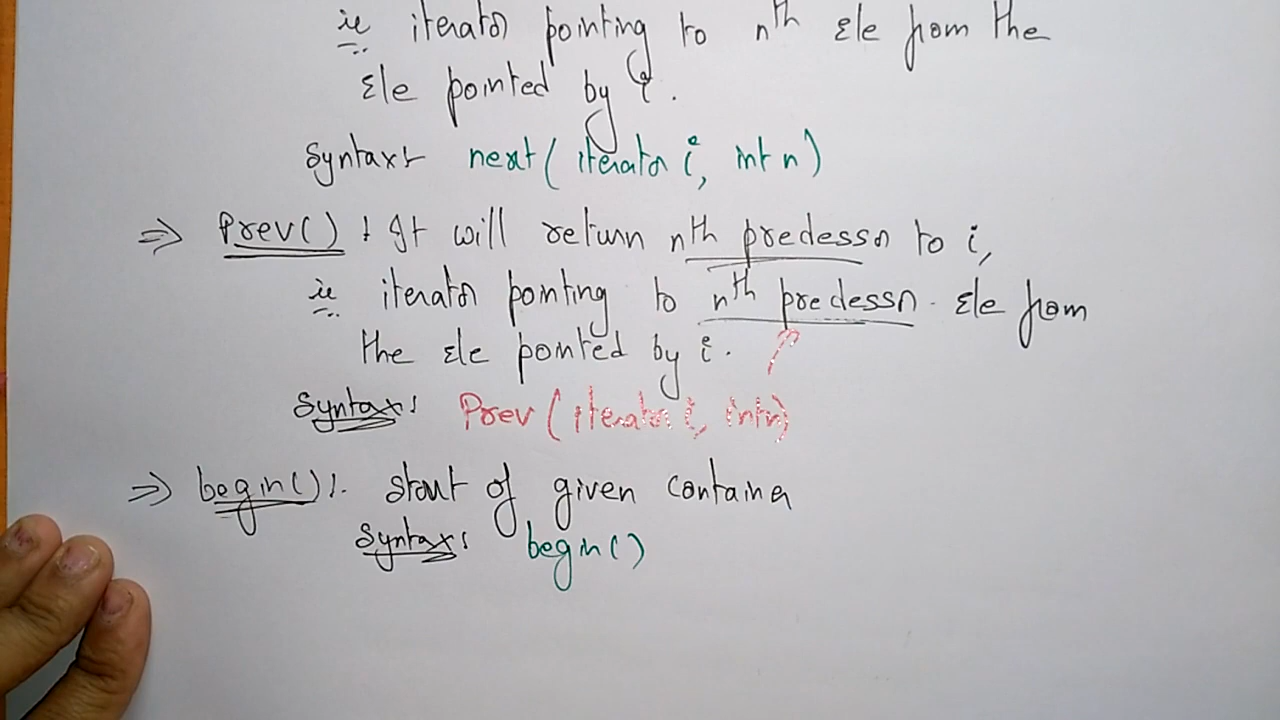 ie iterator pointing to nth Ele from the
Ele pointed by i.
Syntax:- next( iterator i, int n)
⇒ Prev() : It will return nth predessor to i,
ie iterator pointing to nth predessor Ele from
the Ele pointed by i.
Syntax: Prev( iterator i, int n)
⇒ begin():- start of given container
Syntax: begin()